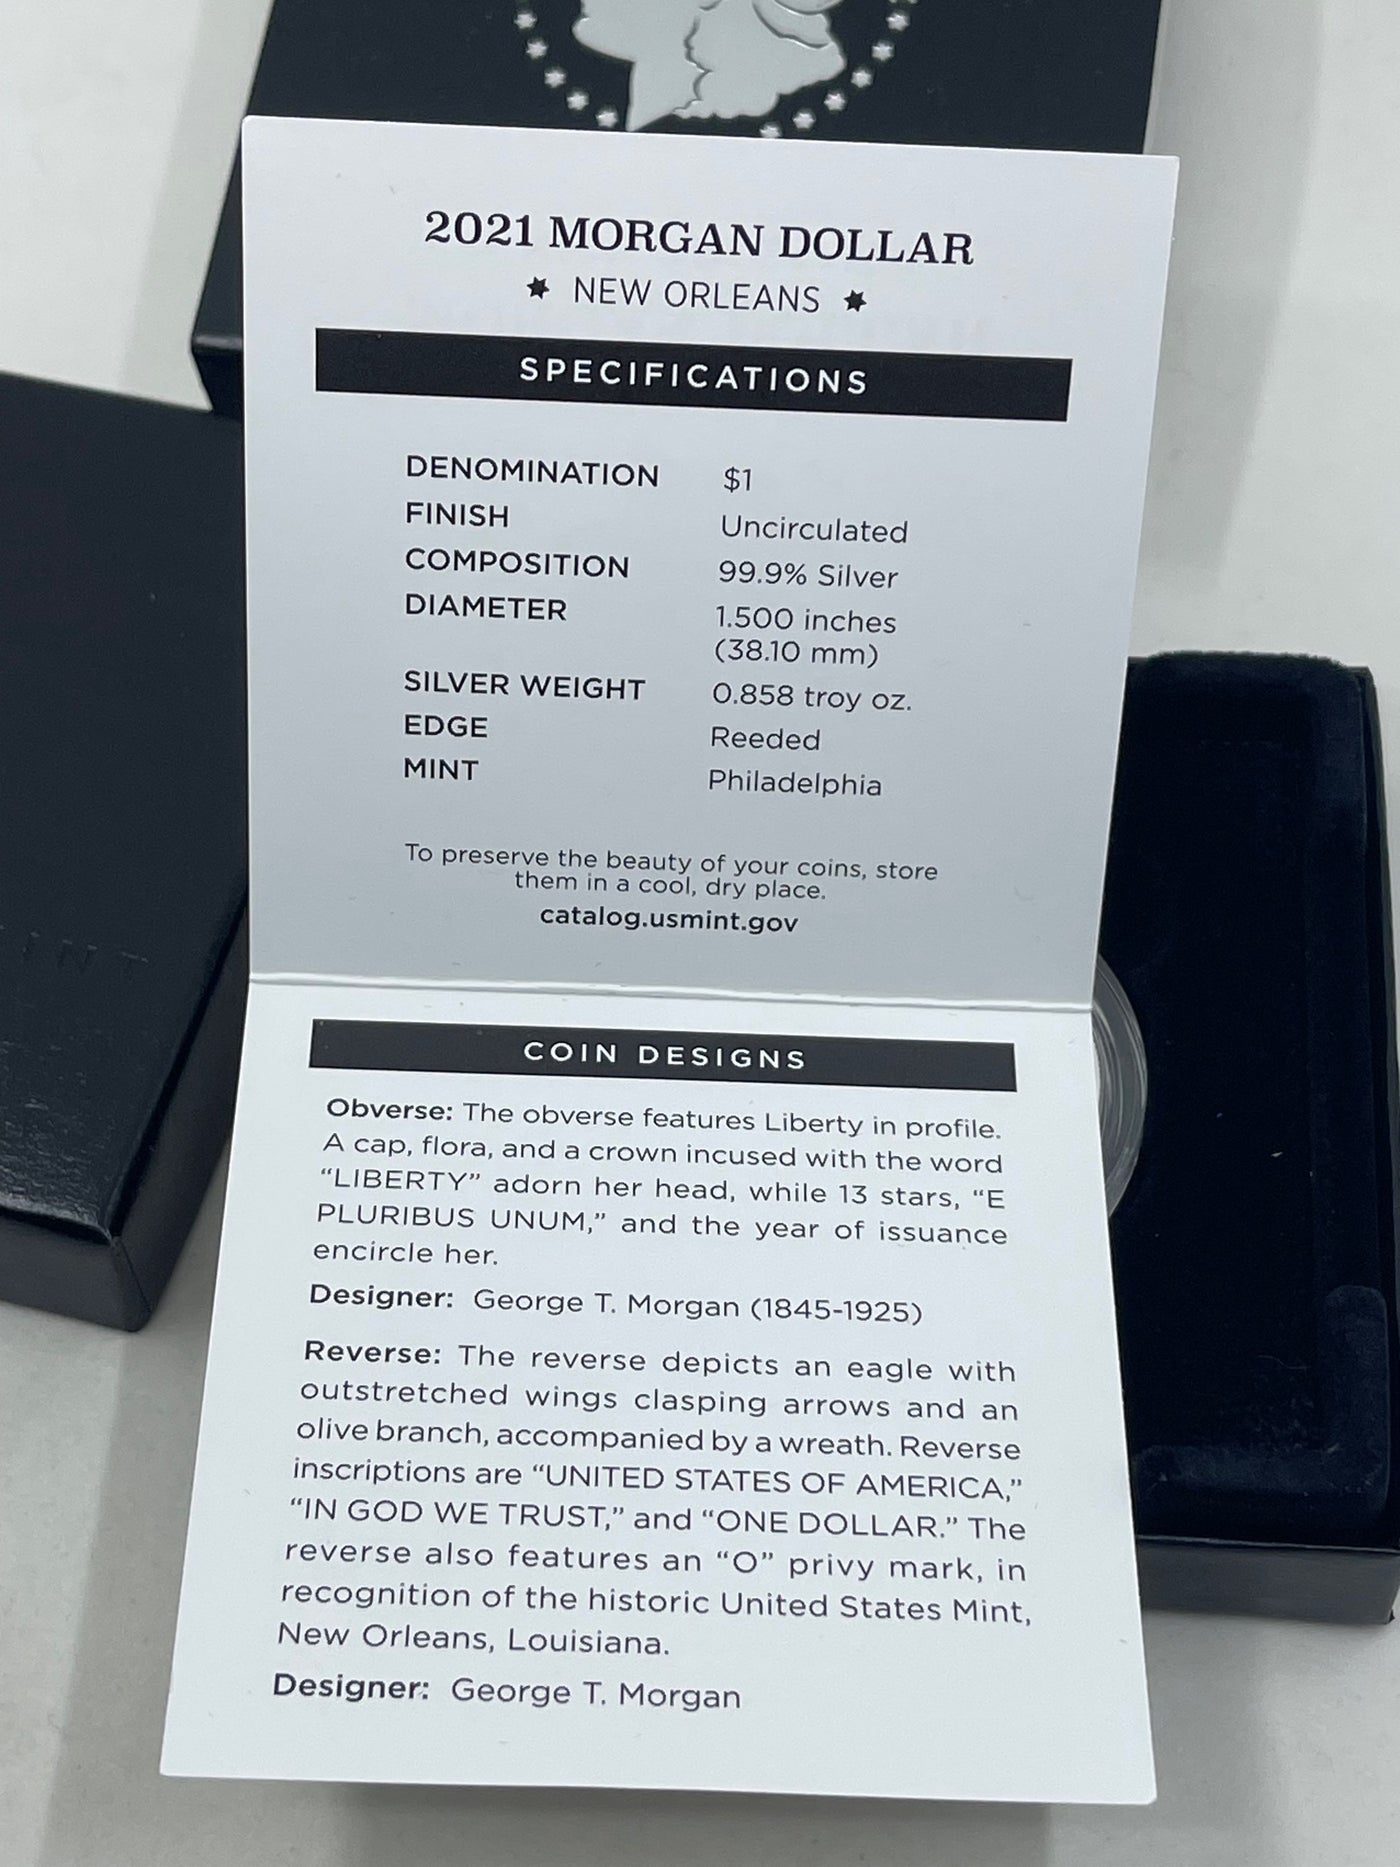 2021 MORGAN DOLLAR
NEW ORLEANS
SPECIFICATIONS
DENOMINATION $1
FINISH Uncirculated
COMPOSITION 99.9% Silver
DIAMETER 1.500 inches
(38.10 mm)
SILVER WEIGHT 0.858 troy oz.
EDGE Reeded
MINT Philadelphia
To preserve the beauty of your coins, store
them in a cool, dry place.
catalog.usmint.gov
COIN DESIGNS
Obverse: The obverse features Liberty in profile.
A cap, flora, and a crown incused with the word
“LIBERTY” adorn her head, while 13 stars, “E
PLURIBUS UNUM,” and the year of issuance
encircle her.
Designer: George T. Morgan (1845-1925)
Reverse: The reverse depicts an eagle with
outstretched wings clasping arrows and an
olive branch, accompanied by a wreath. Reverse
inscriptions are “UNITED STATES OF AMERICA,”
“IN GOD WE TRUST,” and “ONE DOLLAR.” The
reverse also features an “O” privy mark, in
recognition of the historic United States Mint,
New Orleans, Louisiana.
Designer: George T. Morgan